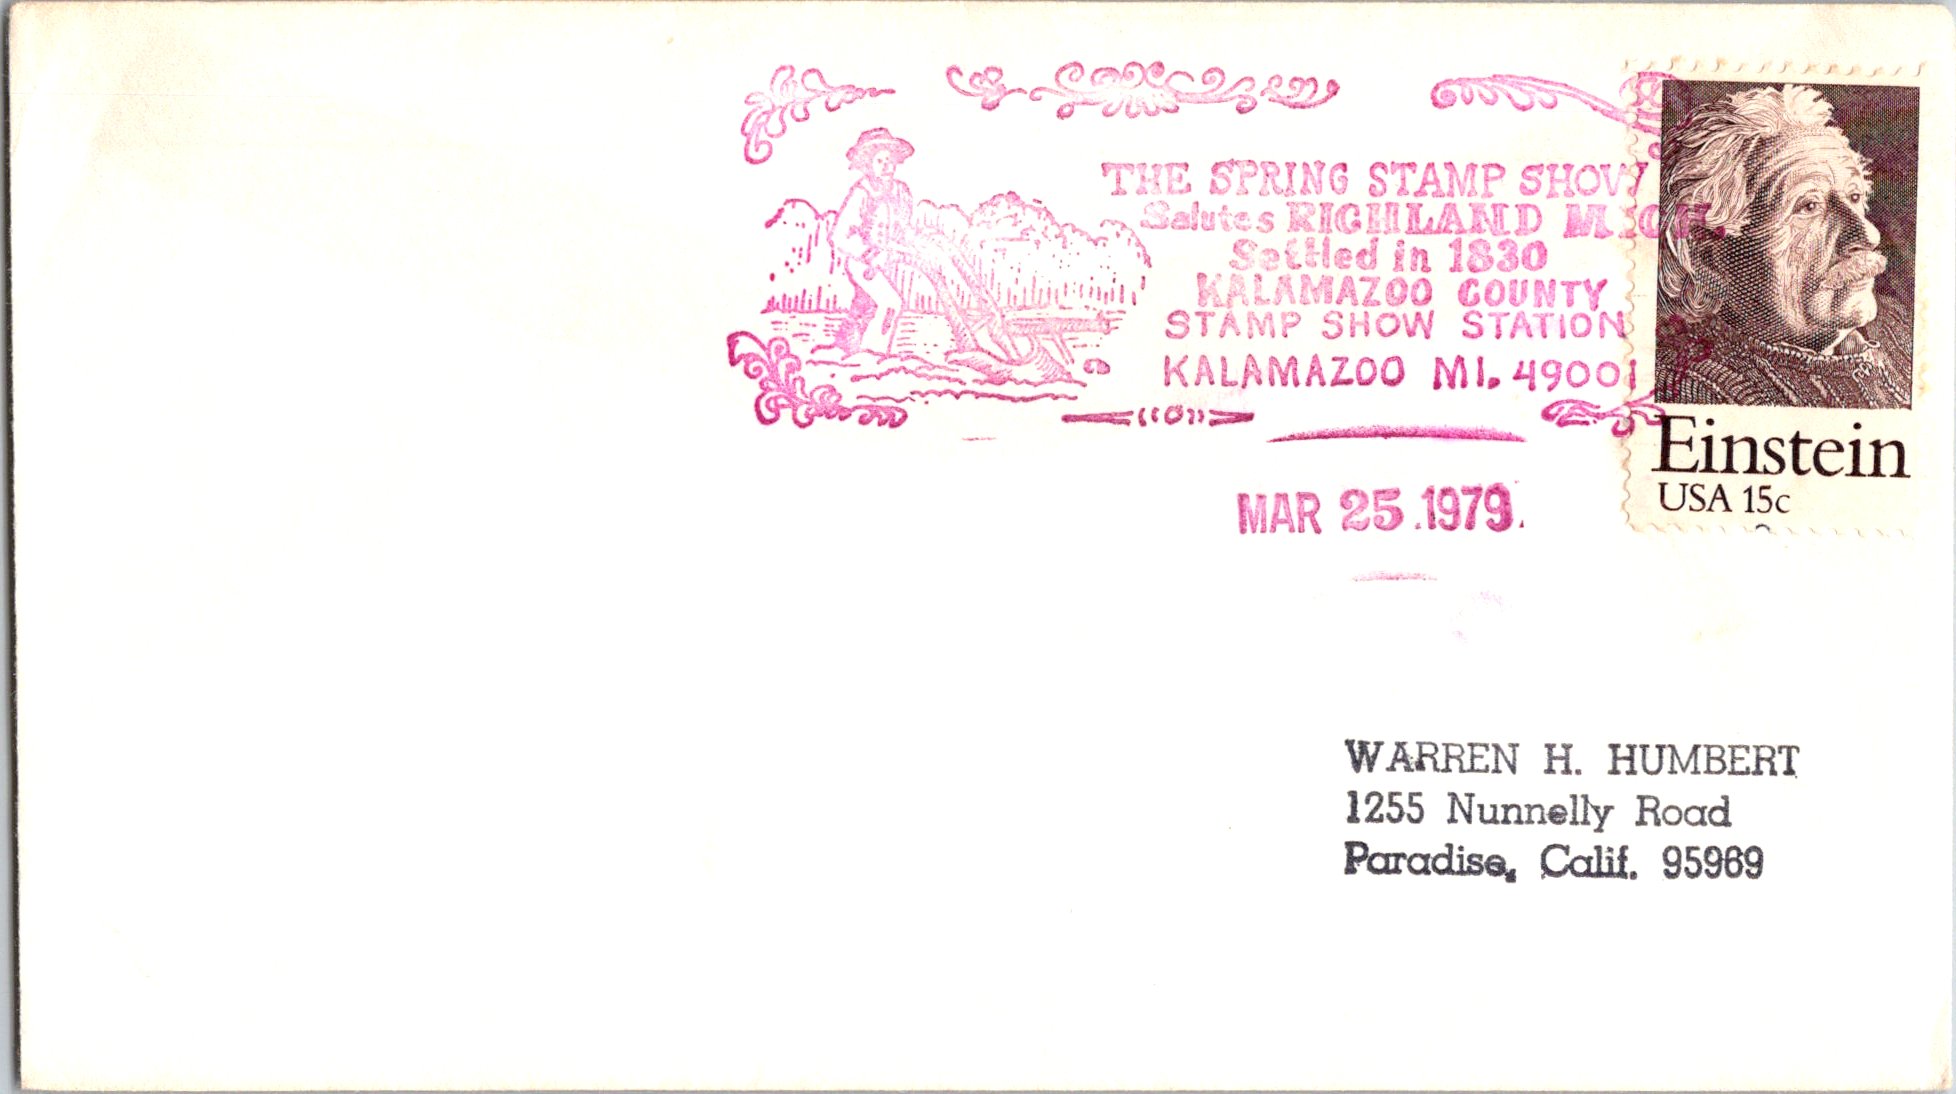 THE SPRING STAMP SHOW
Salutes RICHLAND MICH
Settled in 1830
KALAMAZOO COUNTY
STAMP SHOW STATION
KALAMAZOO MI. 49001
MAR 25 1979
Einstein
USA 15c
WARREN H. HUMBERT
1255 Nunnelly Road
Paradise, Calif. 95969